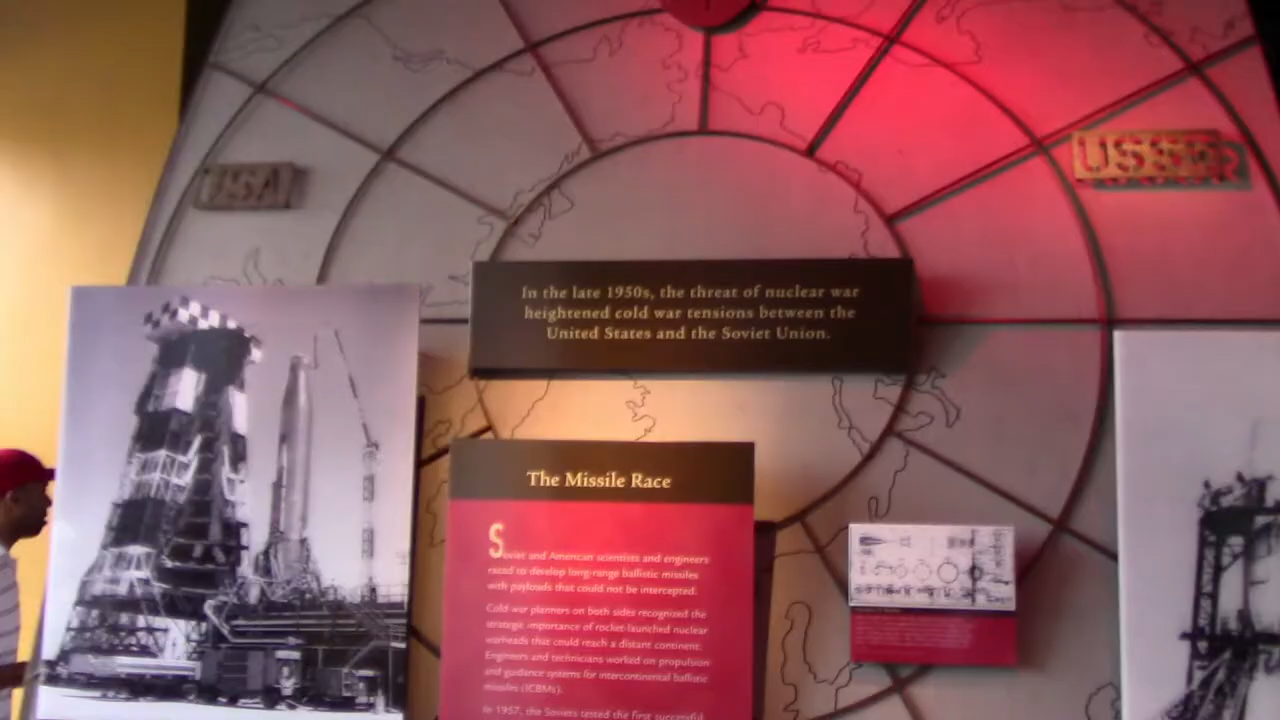 USA
USSR
In the late 1950s, the threat of nuclear war
heightened cold war tensions between the
United States and the Soviet Union.
The Missile Race
Soviet and American scientists and engineers
raced to develop long-range ballistic missiles
with payloads that could not be intercepted.
Cold war planners on both sides recognized the
strategic importance of rocket-launched nuclear
warheads that could reach a distant continent.
Engineers and technicians worked on propulsion
and guidance systems for intercontinental ballistic
missiles (ICBMs).
In 1957, the Soviets tested the first successful